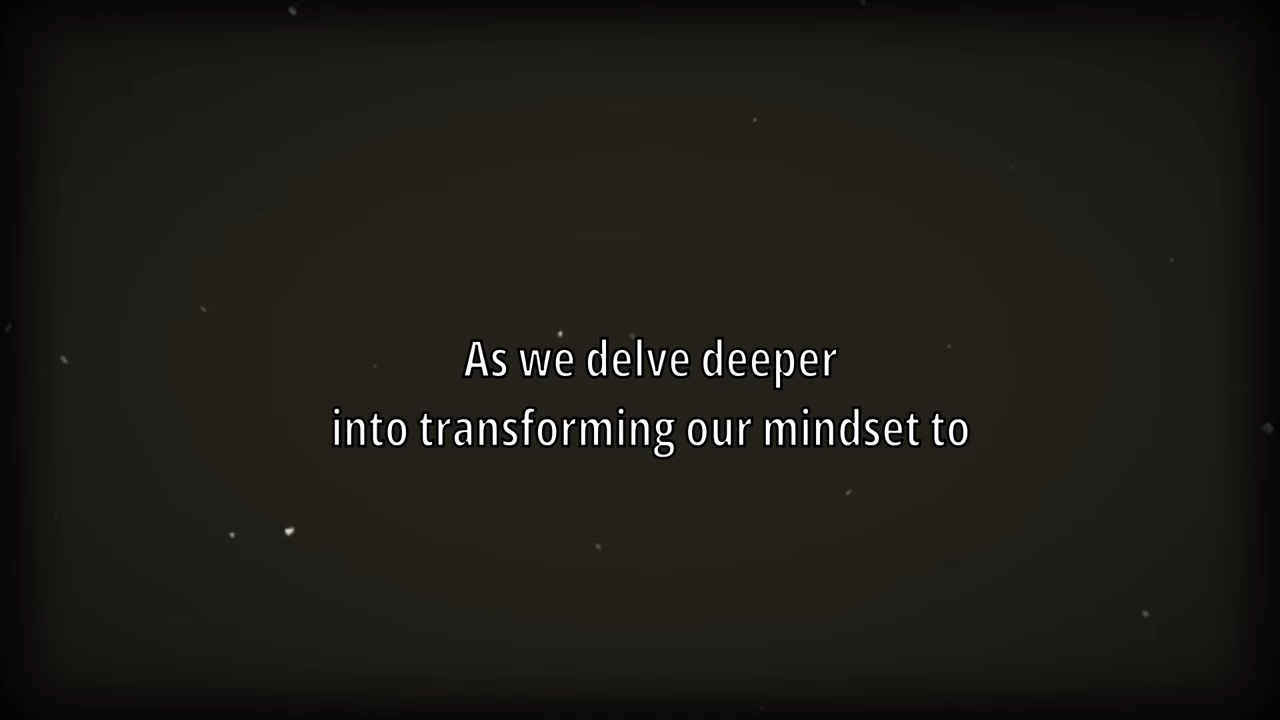 As we delve deeper
into transforming our mindset to